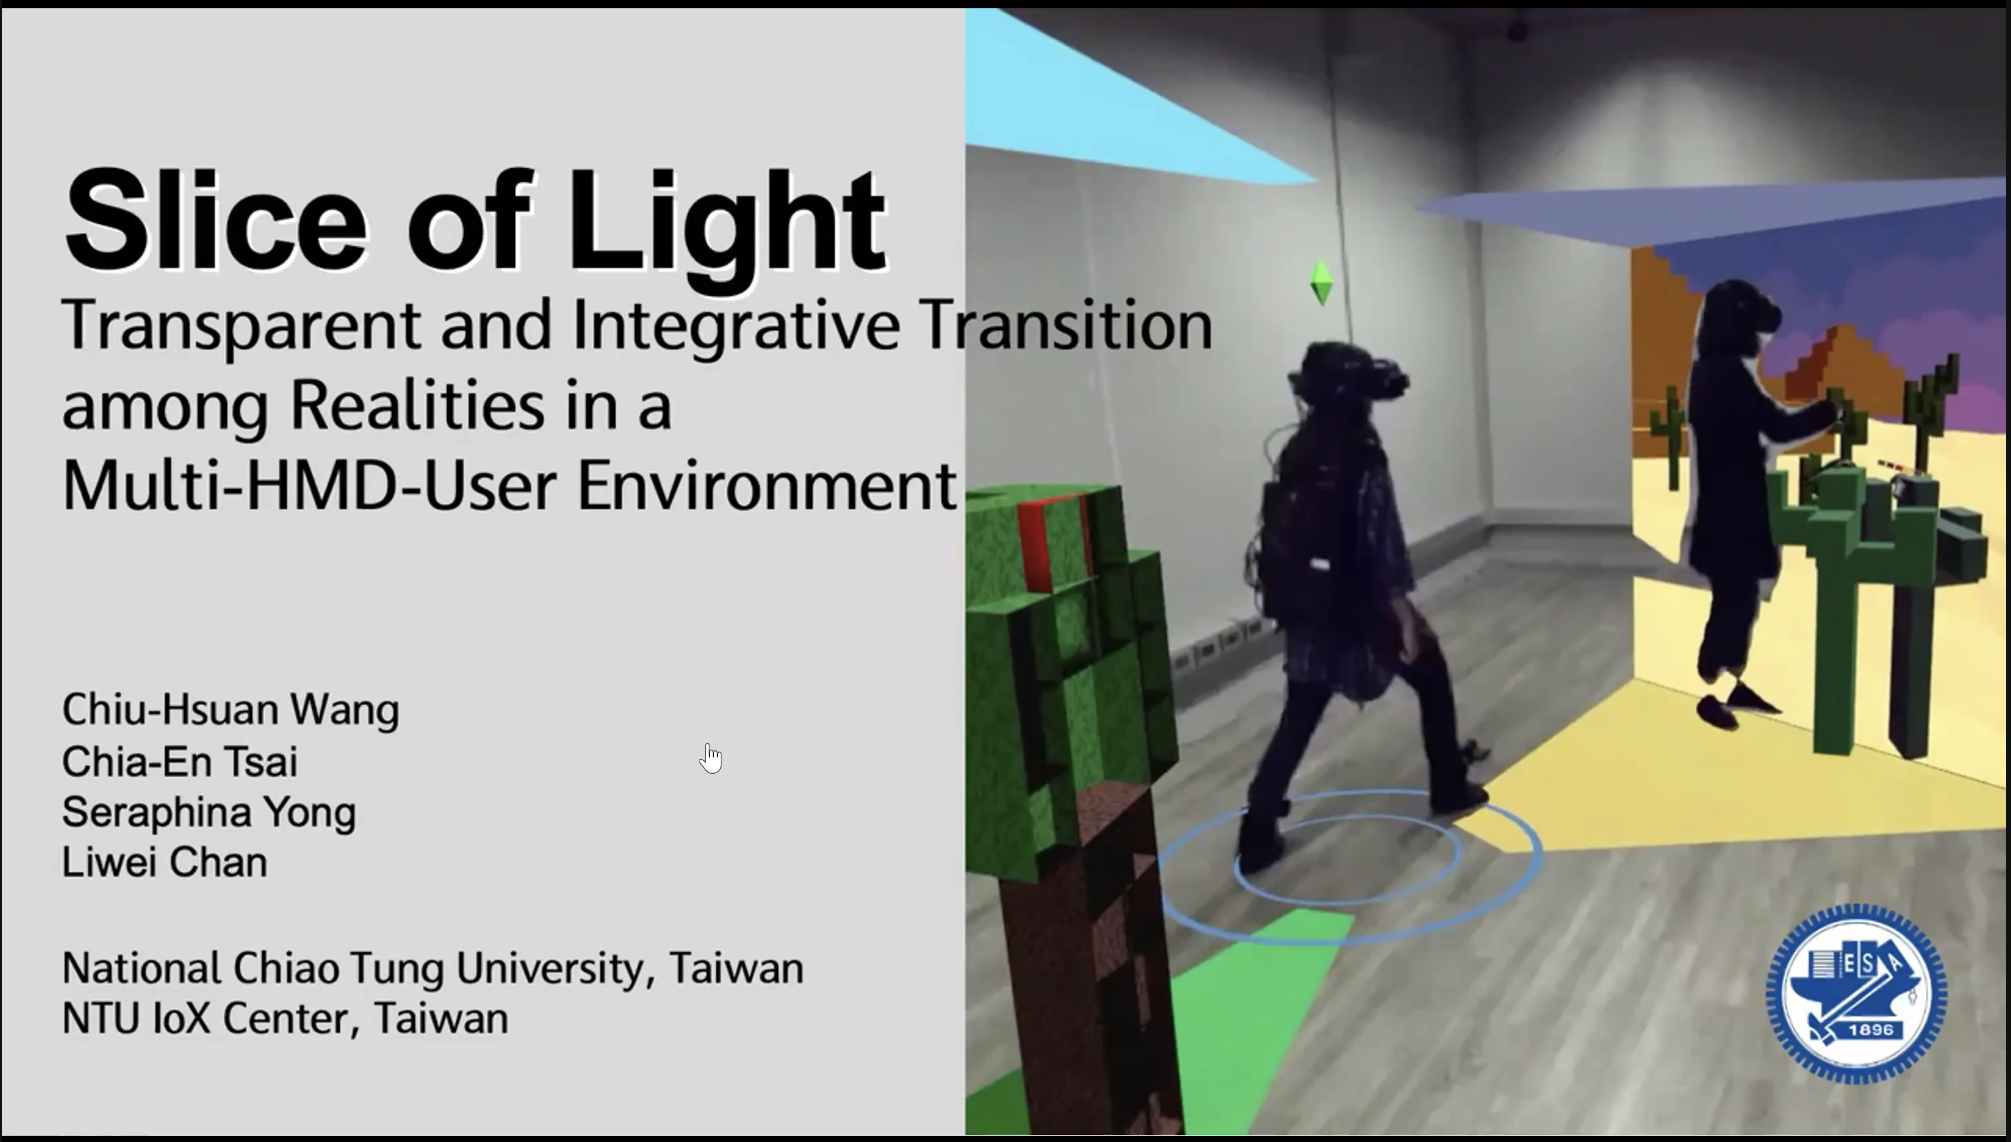 Slice of Light
Transparent and Integrative Transition
among Realities in a
Multi-HMD-User Environment
Chiu-Hsuan Wang
Chia-En Tsai
Seraphina Yong
Liwei Chan
National Chiao Tung University, Taiwan
NTU IoX Center, Taiwan
ESA
1896